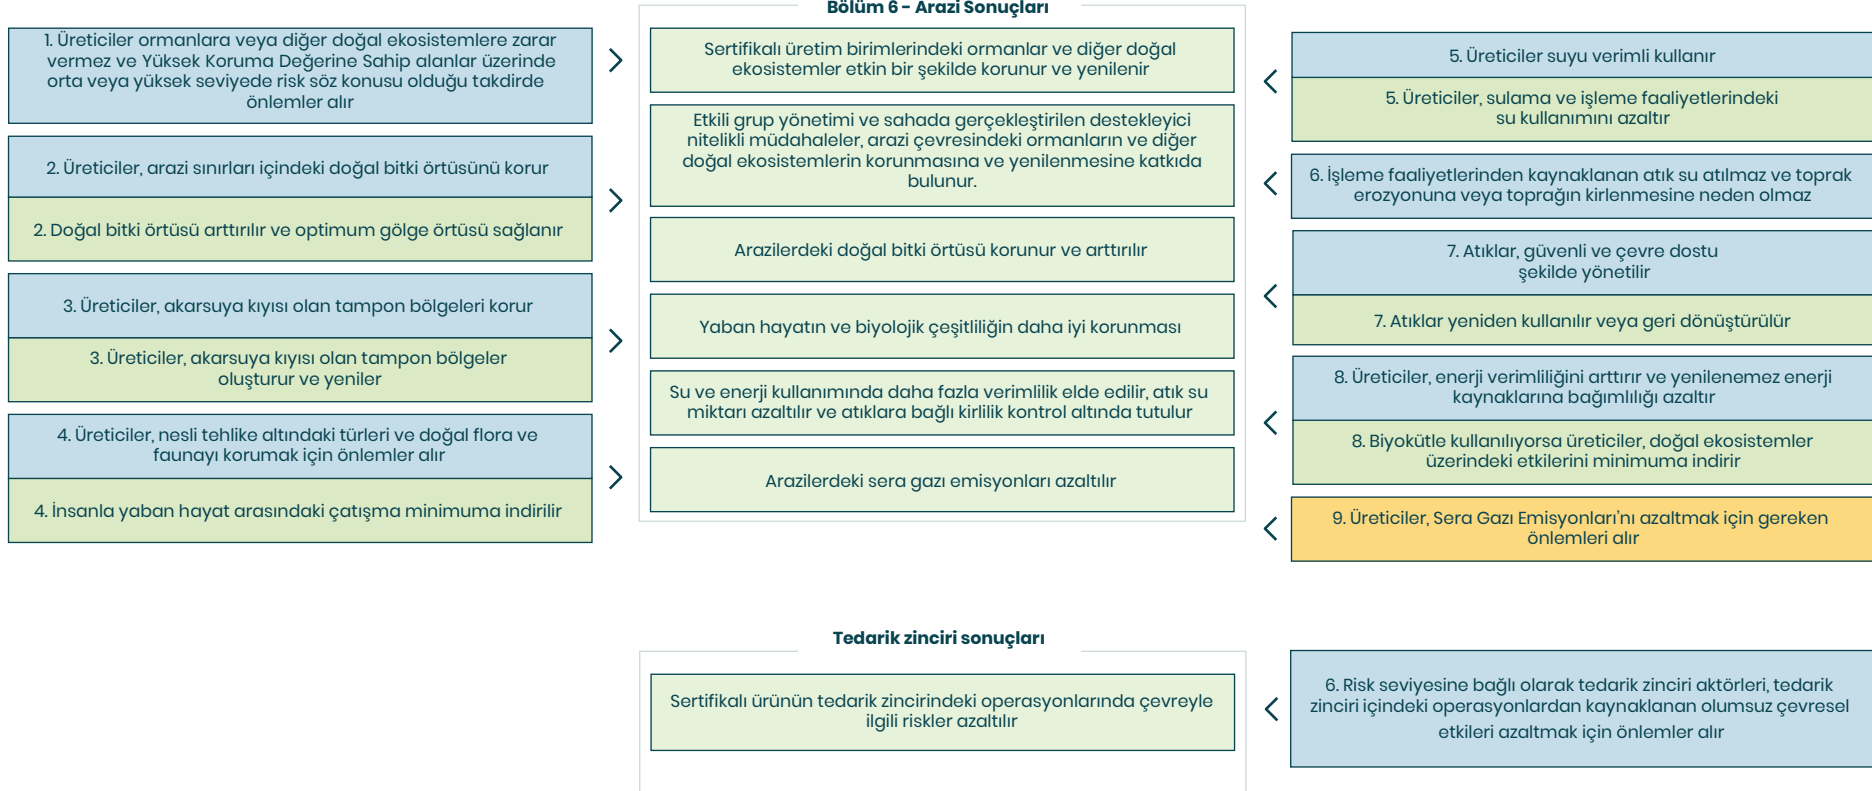 Bölüm 6 - Arazi Sonuçları
1. Üreticiler ormanlara veya diğer doğal ekosistemlere zarar
vermez ve Yüksek Koruma Değerine Sahip alanlar üzerinde
orta veya yüksek seviyede risk söz konusu olduğu takdirde
önlemler alır
2. Üreticiler, arazi sınırları içindeki doğal bitki örtüsünü korur
2. Doğal bitki örtüsü arttırılır ve optimum gölge örtüsü sağlanır
3. Üreticiler, akarsuya kıyısı olan tampon bölgeleri korur
3. Üreticiler, akarsuya kıyısı olan tampon bölgeler
oluşturur ve yeniler
4. Üreticiler, nesli tehlike altındaki türleri ve doğal flora ve
faunayı korumak için önlemler alır
4. İnsanla yaban hayat arasındaki çatışma minimuma indirilir
Sertifikalı üretim birimlerindeki ormanlar ve diğer doğal
ekosistemler etkin bir şekilde korunur ve yenilenir
Etkili grup yönetimi ve sahada gerçekleştirilen destekleyici
nitelikli müdahaleler, arazi çevresindeki ormanların ve diğer
doğal ekosistemlerin korunmasına ve yenilenmesine katkıda
bulunur.
Arazilerdeki doğal bitki örtüsü korunur ve arttırılır
Yaban hayatın ve biyolojik çeşitliliğin daha iyi korunması
Su ve enerji kullanımında daha fazla verimlilik elde edilir, atık su
miktarı azaltılır ve atıklara bağlı kirlilik kontrol altında tutulur
Arazilerdeki sera gazı emisyonları azaltılır
5. Üreticiler suyu verimli kullanır
5. Üreticiler, sulama ve işleme faaliyetlerindeki
su kullanımını azaltır
6. İşleme faaliyetlerinden kaynaklanan atık su atılmaz ve toprak
erozyonuna veya toprağın kirlenmesine neden olmaz
7. Atıklar, güvenli ve çevre dostu
şekilde yönetilir
7. Atıklar yeniden kullanılır veya geri dönüştürülür
8. Üreticiler, enerji verimliliğini arttırır ve yenilenemez enerji
kaynaklarına bağımlılığı azaltır
8. Biyokütle kullanılıyorsa üreticiler, doğal ekosistemler
üzerindeki etkilerini minimuma indirir
9. Üreticiler, Sera Gazı Emisyonları'nı azaltmak için gereken
önlemleri alır
Tedarik zinciri sonuçları
Sertifikalı ürünün tedarik zincirindeki operasyonlarında çevreyle
ilgili riskler azaltılır
6. Risk seviyesine bağlı olarak tedarik zinciri aktörleri, tedarik
zinciri içindeki operasyonlardan kaynaklanan olumsuz çevresel
etkileri azaltmak için önlemler alır